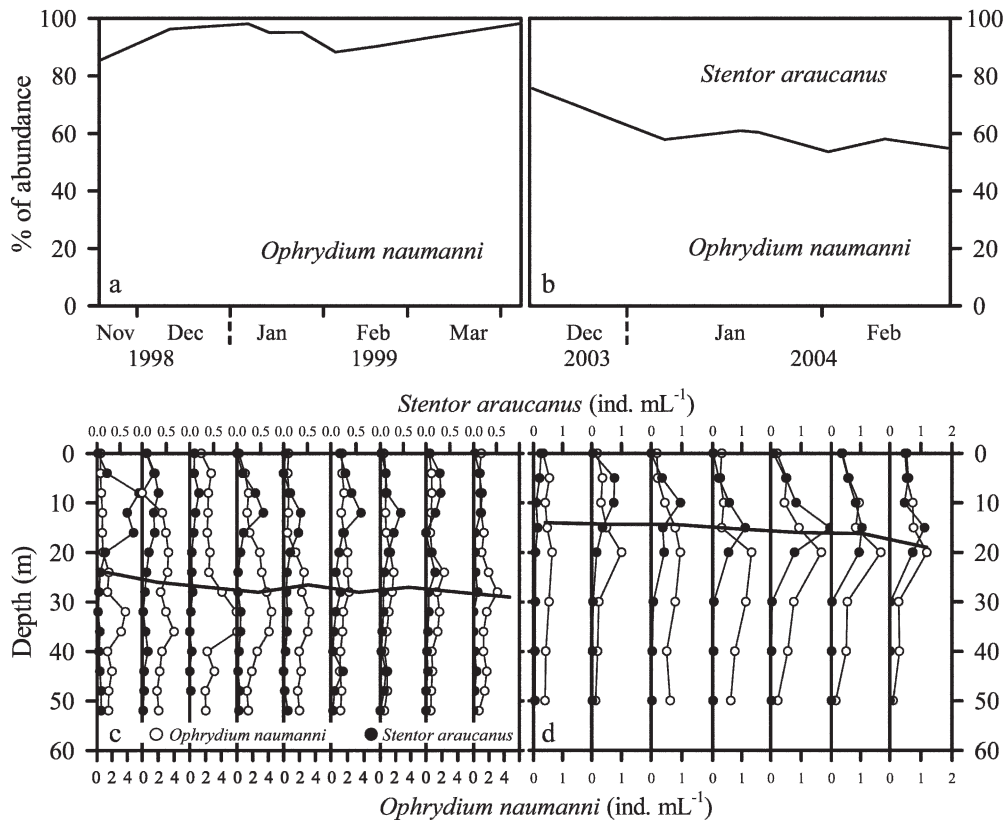 100 80 60 40 20 0
% of abundance
Ophrydium naumanni
a
Stentor araucanus
Ophrydium naumanni
b
100 80 60 40 20 0
Nov Dec Jan Feb Mar
1998 1999
Dec Jan Feb
2003 2004
Stentor araucanus (ind. mL-1)
0.0 0.5 0.0 0.5 0.0 0.5 0.0 0.5 0.0 0.5 0.0 0.5 0.0 0.5 0.0 0.5 0.0 0.5
0 1 0 1 0 1 0 1 0 1 0 1 0 1 2
0 10 20 30 40 50 60
Depth (m)
c
Ophrydium naumanni
Stentor araucanus
d
0 10 20 30 40 50 60
0 2 4 0 2 4 0 2 4 0 2 4 0 2 4 0 2 4 0 2 4 0 2 4 0 2 4
0 1 0 1 0 1 0 1 0 1 0 1 0 1 2
Ophrydium naumanni (ind. mL-1)